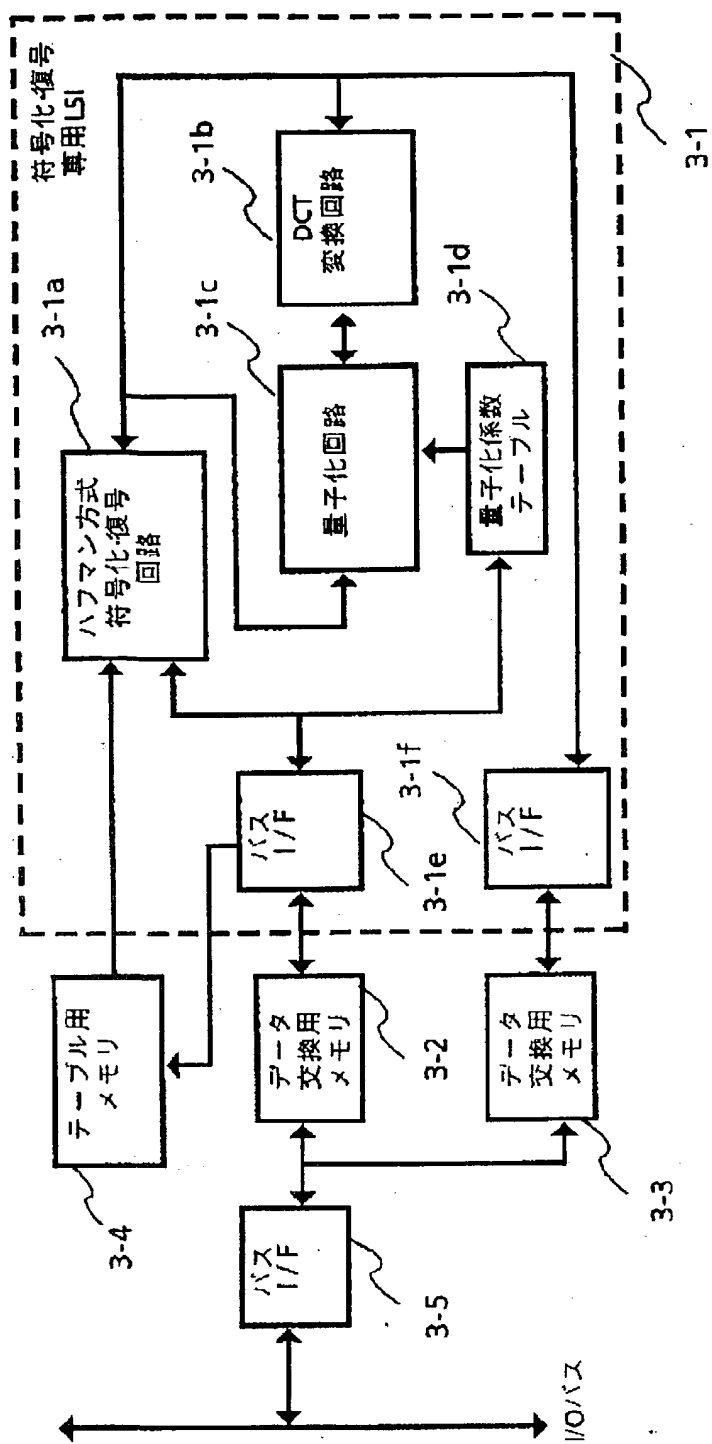 符号化・復号
専用LSI
3-1a
ハフマン方式
符号化・復号
回路
3-1b
DCT
変換回路
3-1c
量子化回路
3-1d
量子化係数
テーブル
3-1
テーブル用
メモリ
3-4
バス
I/F
3-1e
3-1f
バス
I/F
データ
交換用
メモリ
3-2
データ
交換用
メモリ
3-3
バス
I/F
3-5
I/Oバス